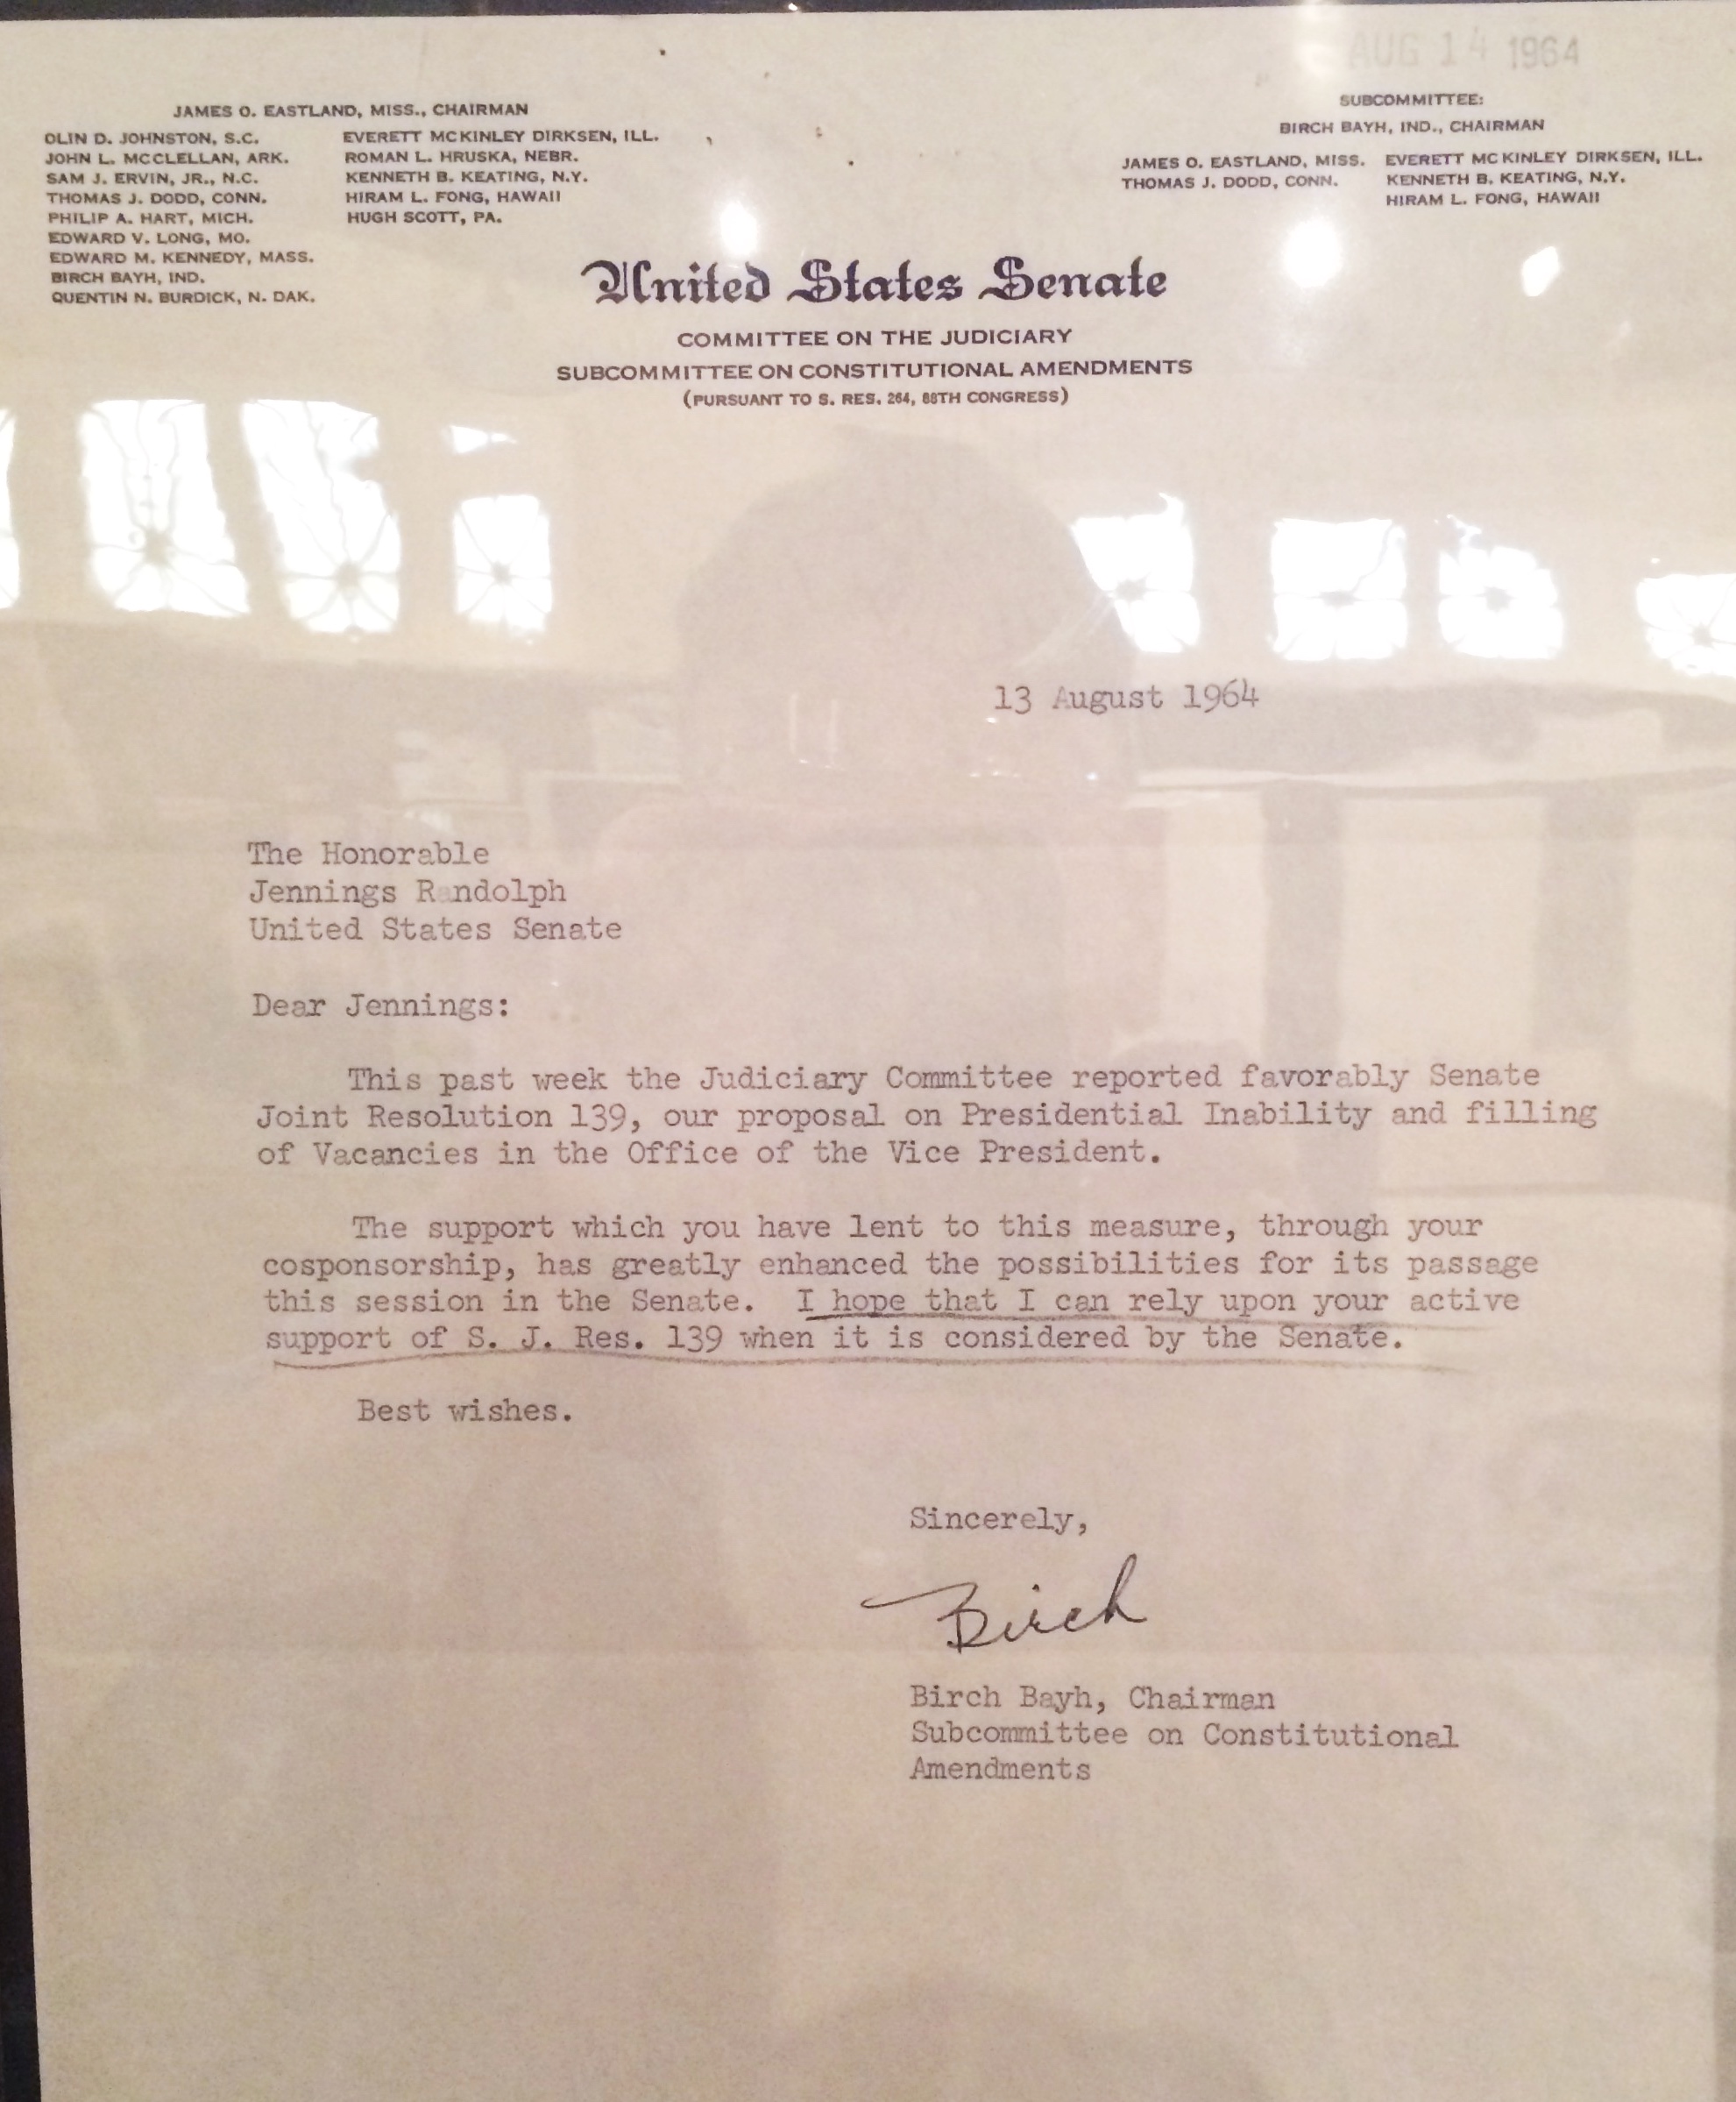 AUG 14 1964
JAMES O. EASTLAND, MISS., CHAIRMAN
OLIN D. JOHNSTON, S.C.
JOHN L. MCCLELLAN, ARK.
SAM J. ERVIN, JR., N.C.
THOMAS J. DODD, CONN.
PHILIP A. HART, MICH.
EDWARD V. LONG, MO.
EDWARD M. KENNEDY, MASS.
BIRCH BAYH, IND.
QUENTIN N. BURDICK, N. DAK.
EVERETT MCKINLEY DIRKSEN, ILL.
ROMAN L. HRUSKA, NEBR.
KENNETH B. KEATING, N.Y.
HIRAM L. FONG, HAWAII
HUGH SCOTT, PA.
SUBCOMMITTEE:
BIRCH BAYH, IND., CHAIRMAN
JAMES O. EASTLAND, MISS.
THOMAS J. DODD, CONN.
EVERETT MCKINLEY DIRKSEN, ILL.
KENNETH B. KEATING, N.Y.
HIRAM L. FONG, HAWAII
United States Senate
COMMITTEE ON THE JUDICIARY
SUBCOMMITTEE ON CONSTITUTIONAL AMENDMENTS
(PURSUANT TO S. RES. 264, 88TH CONGRESS)
13 August 1964
The Honorable
Jennings Randolph
United States Senate
Dear Jennings:
This past week the Judiciary Committee reported favorably Senate
Joint Resolution 139, our proposal on Presidential Inability and filling
of Vacancies in the Office of the Vice President.
The support which you have lent to this measure, through your
cosponsorship, has greatly enhanced the possibilities for its passage
this session in the Senate. I hope that I can rely upon your active
support of S. J. Res. 139 when it is considered by the Senate.
Best wishes.
Sincerely,
Birch
Birch Bayh, Chairman
Subcommittee on Constitutional
Amendments